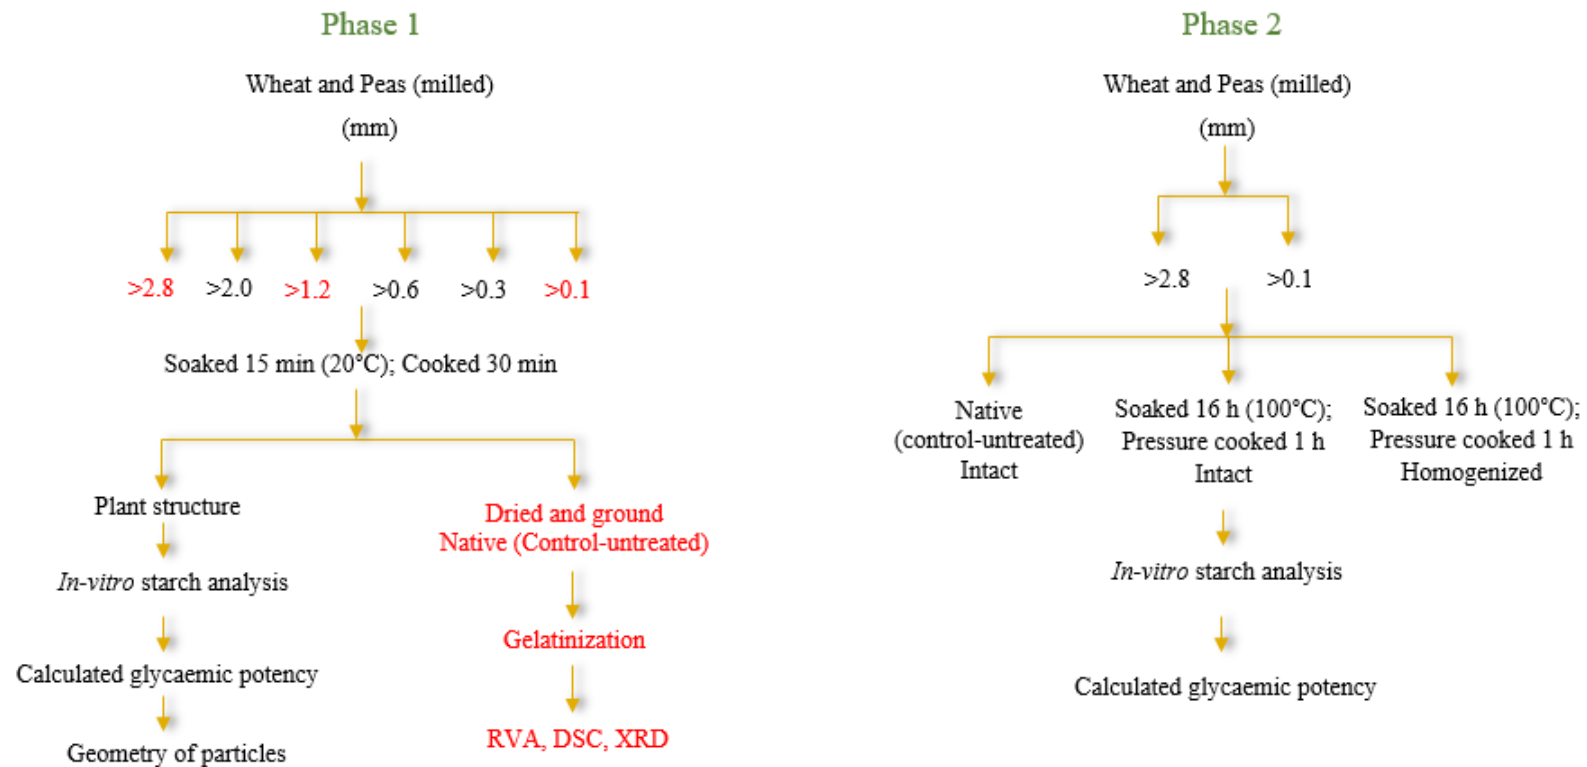 Phase 1
Wheat and Peas (milled)
(mm)
>2.8 >2.0 >1.2 >0.6 >0.3 >0.1
Soaked 15 min (20°C); Cooked 30 min
Plant structure
In-vitro starch analysis
Calculated glycaemic potency
Geometry of particles
Dried and ground
Native (Control-untreated)
Gelatinization
RVA, DSC, XRD
Phase 2
Wheat and Peas (milled)
(mm)
>2.8 >0.1
Native
(control-untreated)
Intact
Soaked 16 h (100°C);
Pressure cooked 1 h
Intact
Soaked 16 h (100°C);
Pressure cooked 1 h
Homogenized
In-vitro starch analysis
Calculated glycaemic potency